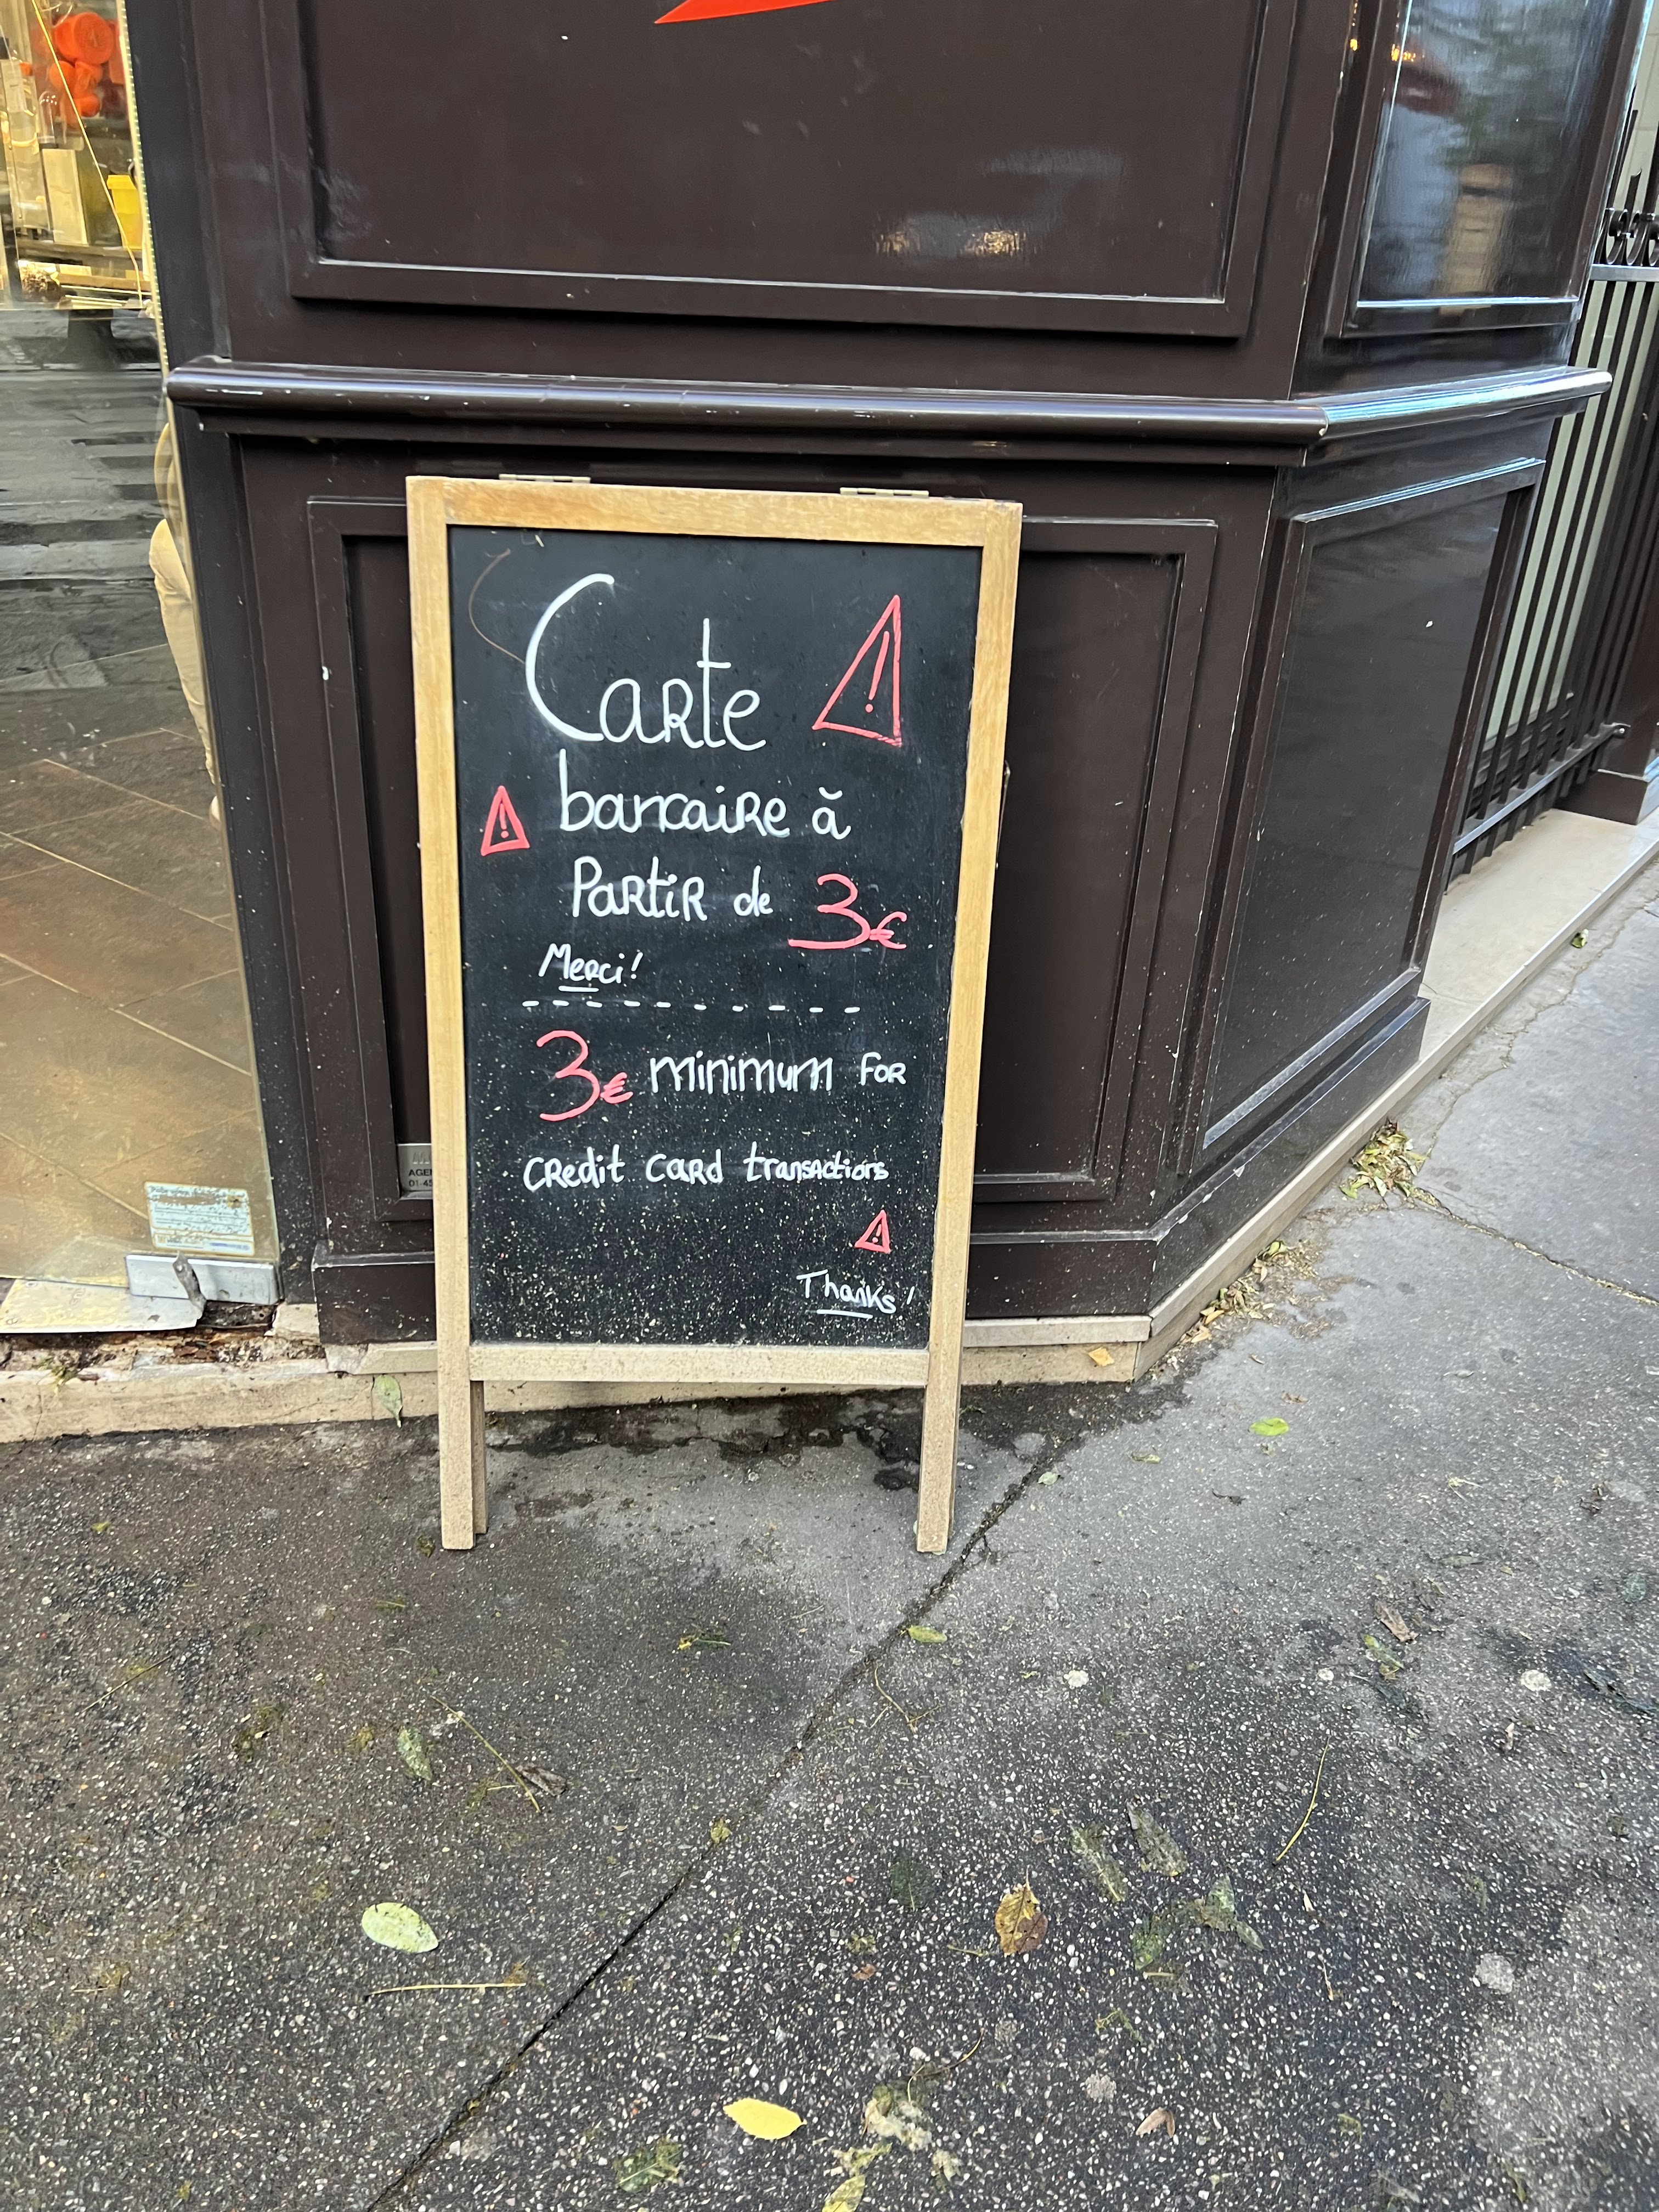 Carte
bancaire à
Partir de 3€
Merci!
3€ minimum for
credit card transactions
Thanks!